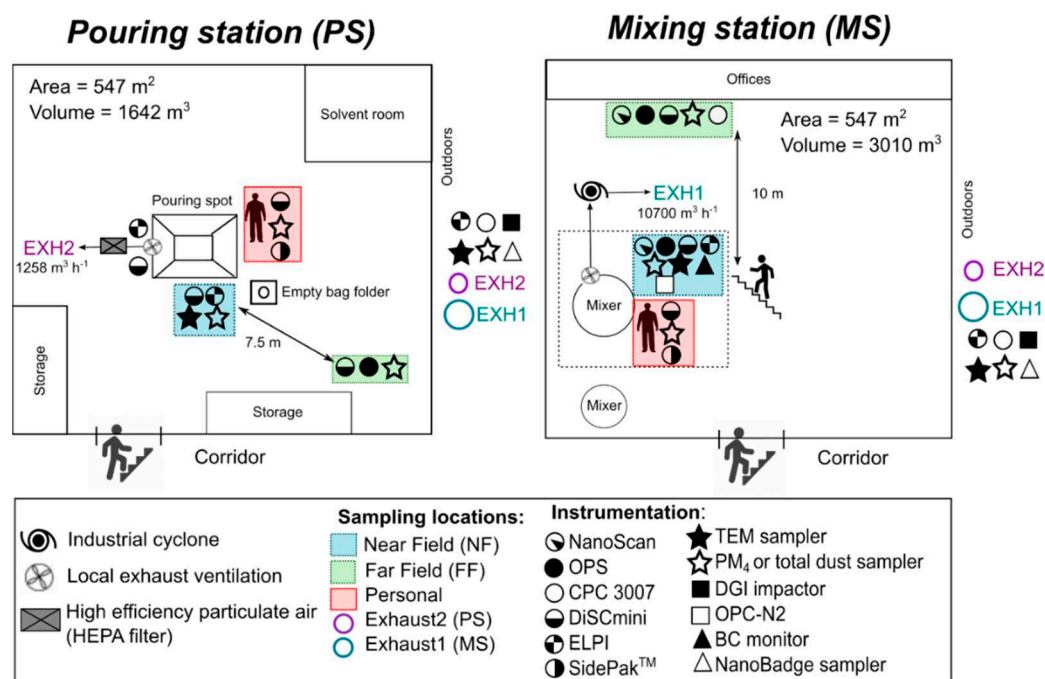 Pouring station (PS)
Area = 547 m²
Volume = 1642 m³
Solvent room
Outdoors
Pouring spot
EXH2
1258 m³ h⁻¹
Empty bag folder
7.5 m
Storage
Storage
Corridor
EXH2
EXH1
Mixing station (MS)
Offices
Area = 547 m²
Volume = 3010 m³
EXH1
10700 m³ h⁻¹
10 m
Outdoors
Mixer
Mixer
Corridor
EXH2
EXH1
Industrial cyclone
Local exhaust ventilation
High efficiency particulate air
(HEPA filter)
Sampling locations:
Near Field (NF)
Far Field (FF)
Personal
Exhaust2 (PS)
Exhaust1 (MS)
Instrumentation:
NanoScan
OPS
CPC 3007
DiSCmini
ELPI
SidePak™
TEM sampler
PM₄ or total dust sampler
DGI impactor
OPC-N2
BC monitor
NanoBadge sampler